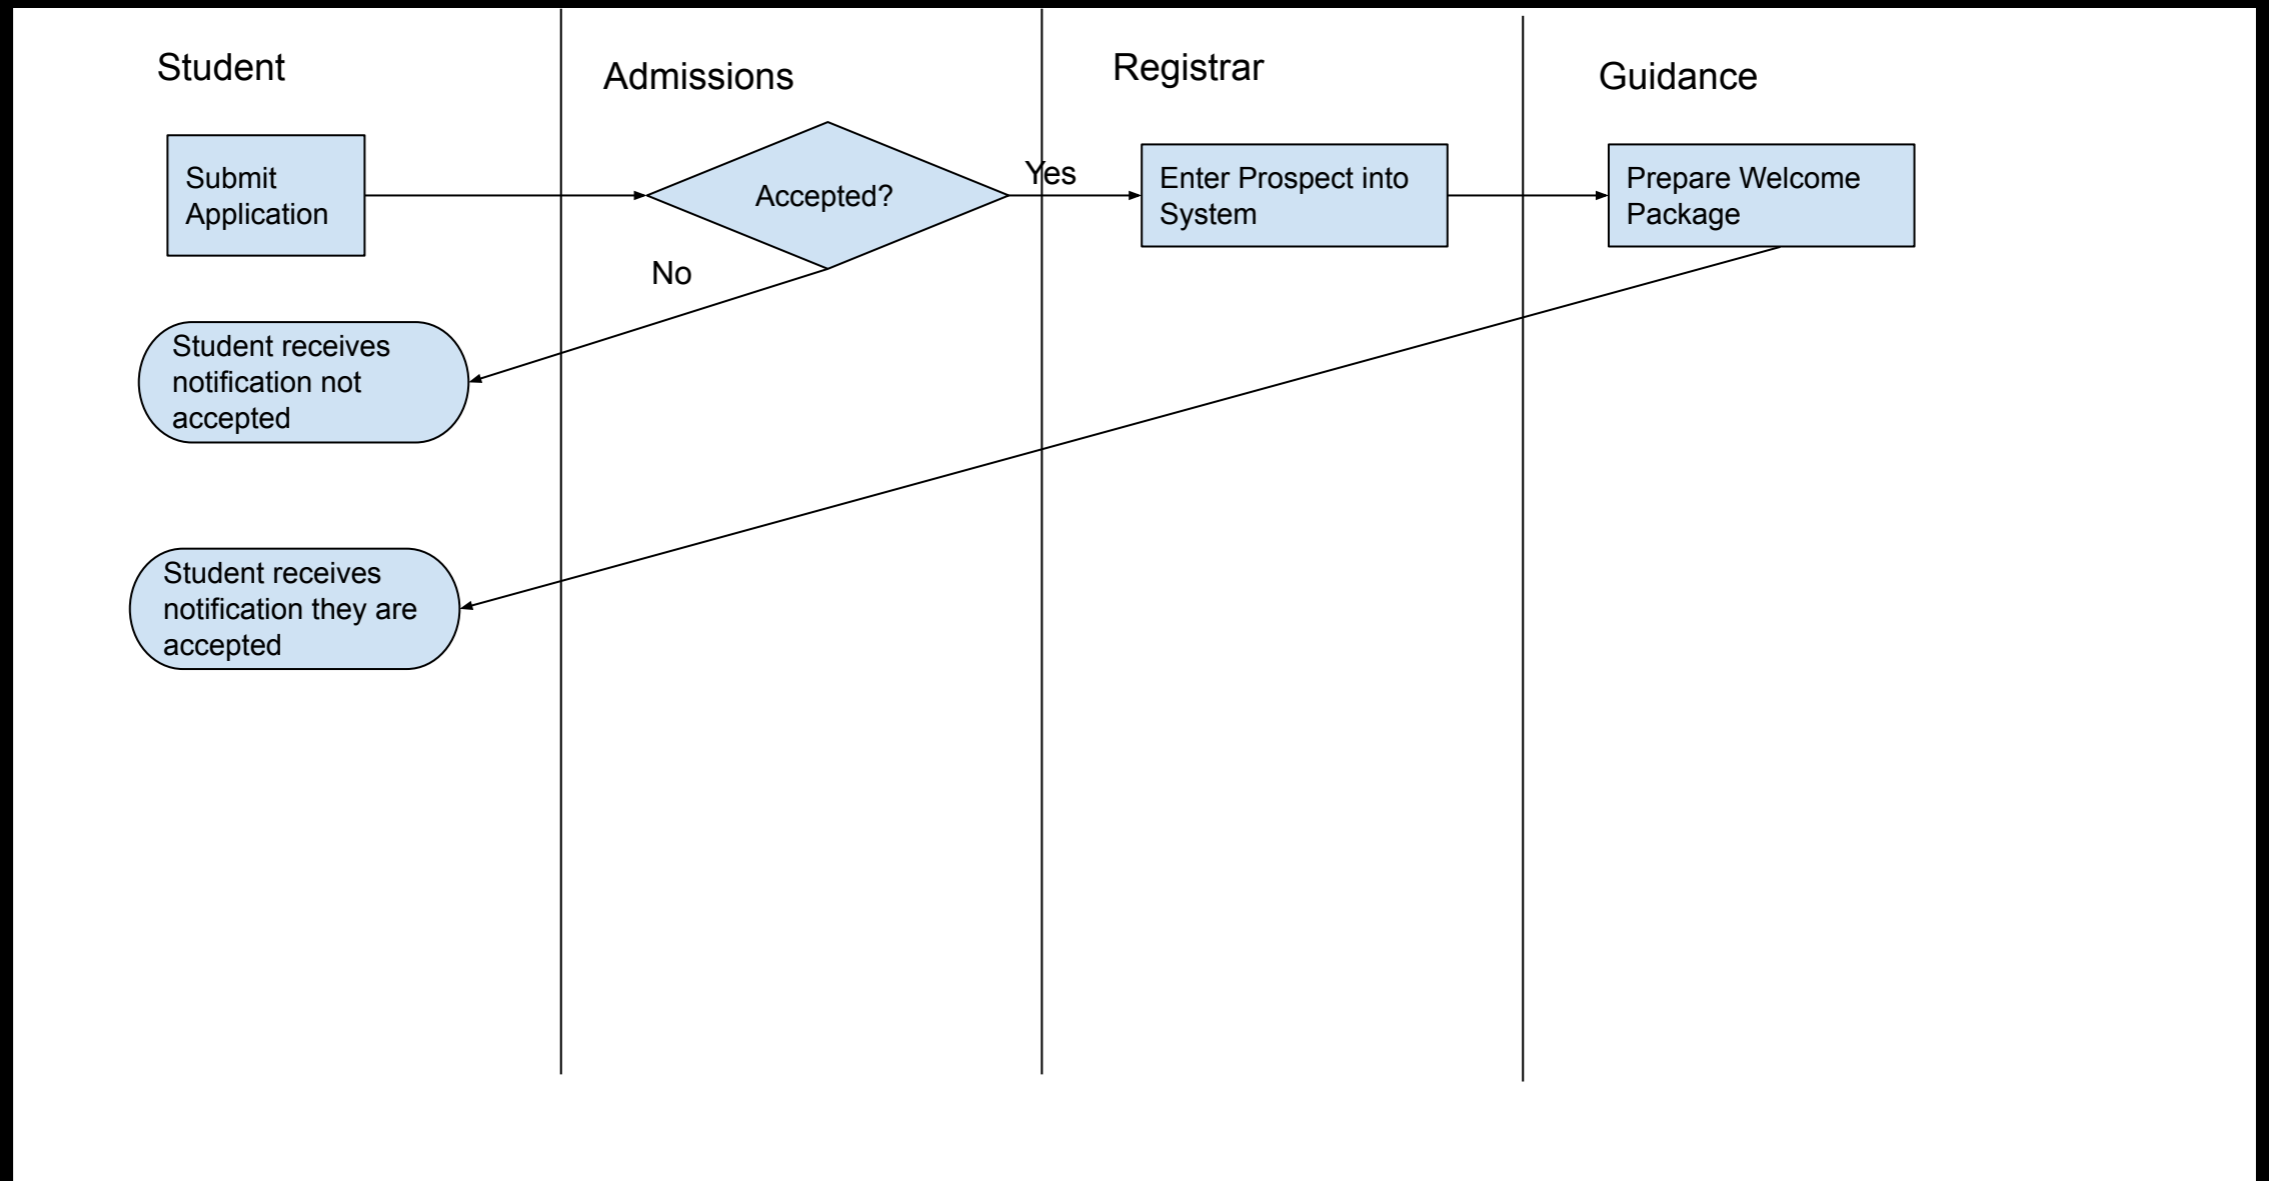 Student
Admissions
Registrar
Guidance
Submit
Application
Accepted?
Yes
Enter Prospect into
System
Prepare Welcome
Package
No
Student receives
notification not
accepted
Student receives
notification they are
accepted